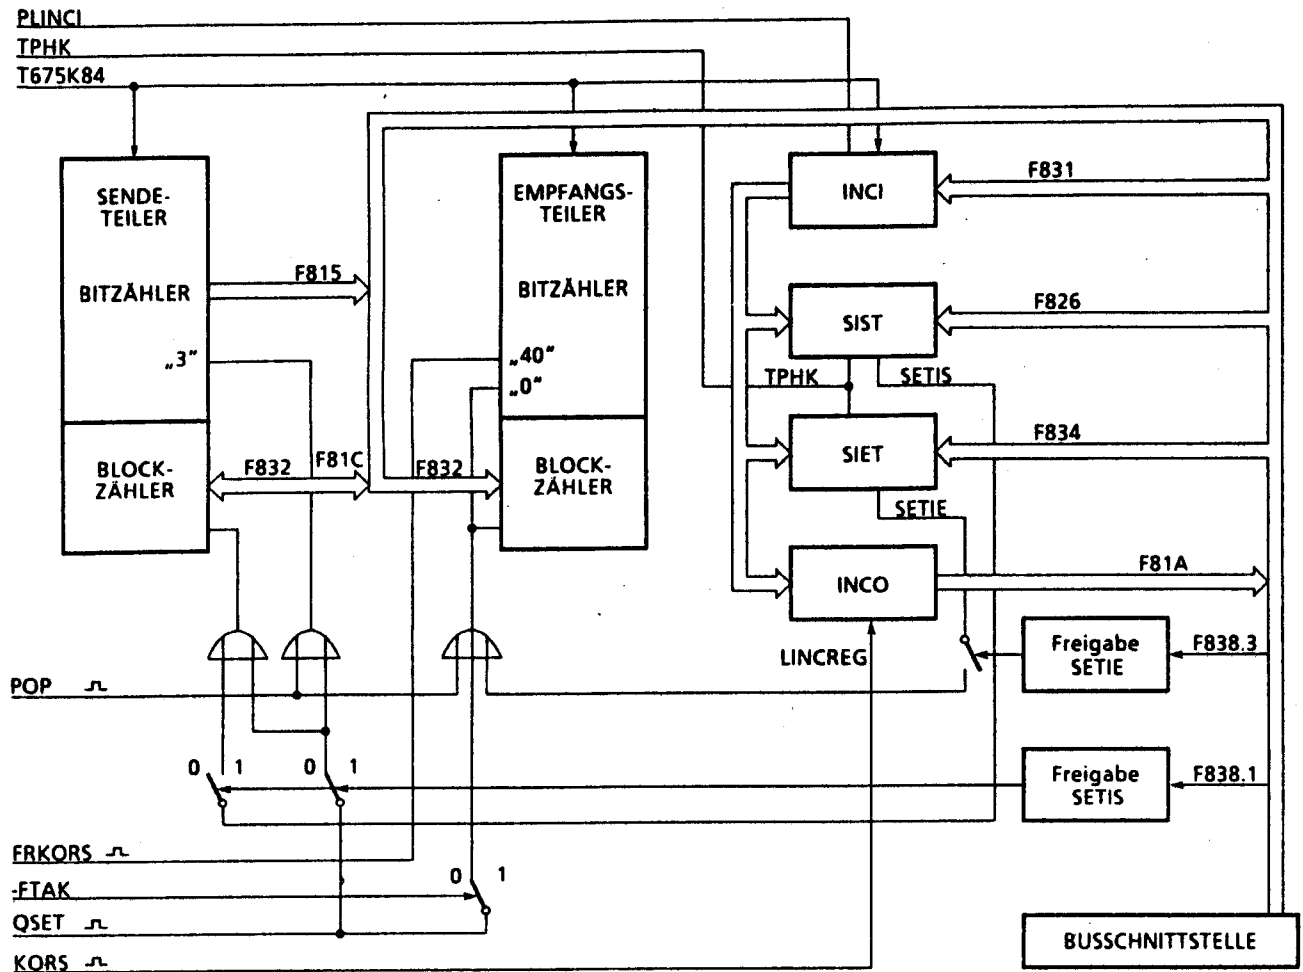 PLINCI
TPHK
T675K84
SENDE-
TEILER
BITZÄHLER
„3“
BLOCK-
ZÄHLER
F815
F832
F81C
F832
EMPFANGS-
TEILER
BITZÄHLER
„40“
„0“
BLOCK-
ZÄHLER
INCI
F831
SIST
F826
TPHK
SETIS
SIET
F834
SETIE
INCO
F81A
LINCREG
Freigabe
SETIE
F838.3
POP
0 1
0 1
Freigabe
SETIS
F838.1
FRKORS
0 1
-FTAK
QSET
KORS
BUSSCHNITTSTELLE